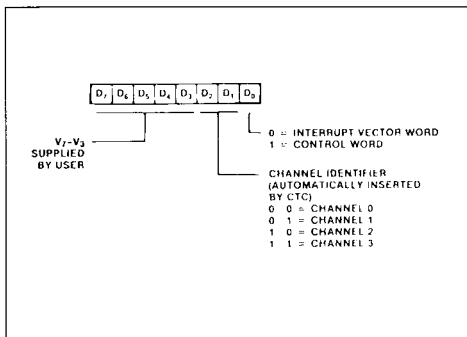 D7 D6 D5 D4 D3 D2 D1 D0
0 = INTERRUPT VECTOR WORD
1 = CONTROL WORD
V7-V3
SUPPLIED
BY USER
CHANNEL IDENTIFIER
(AUTOMATICALLY INSERTED
BY CTC)
0 0 = CHANNEL 0
0 1 = CHANNEL 1
1 0 = CHANNEL 2
1 1 = CHANNEL 3